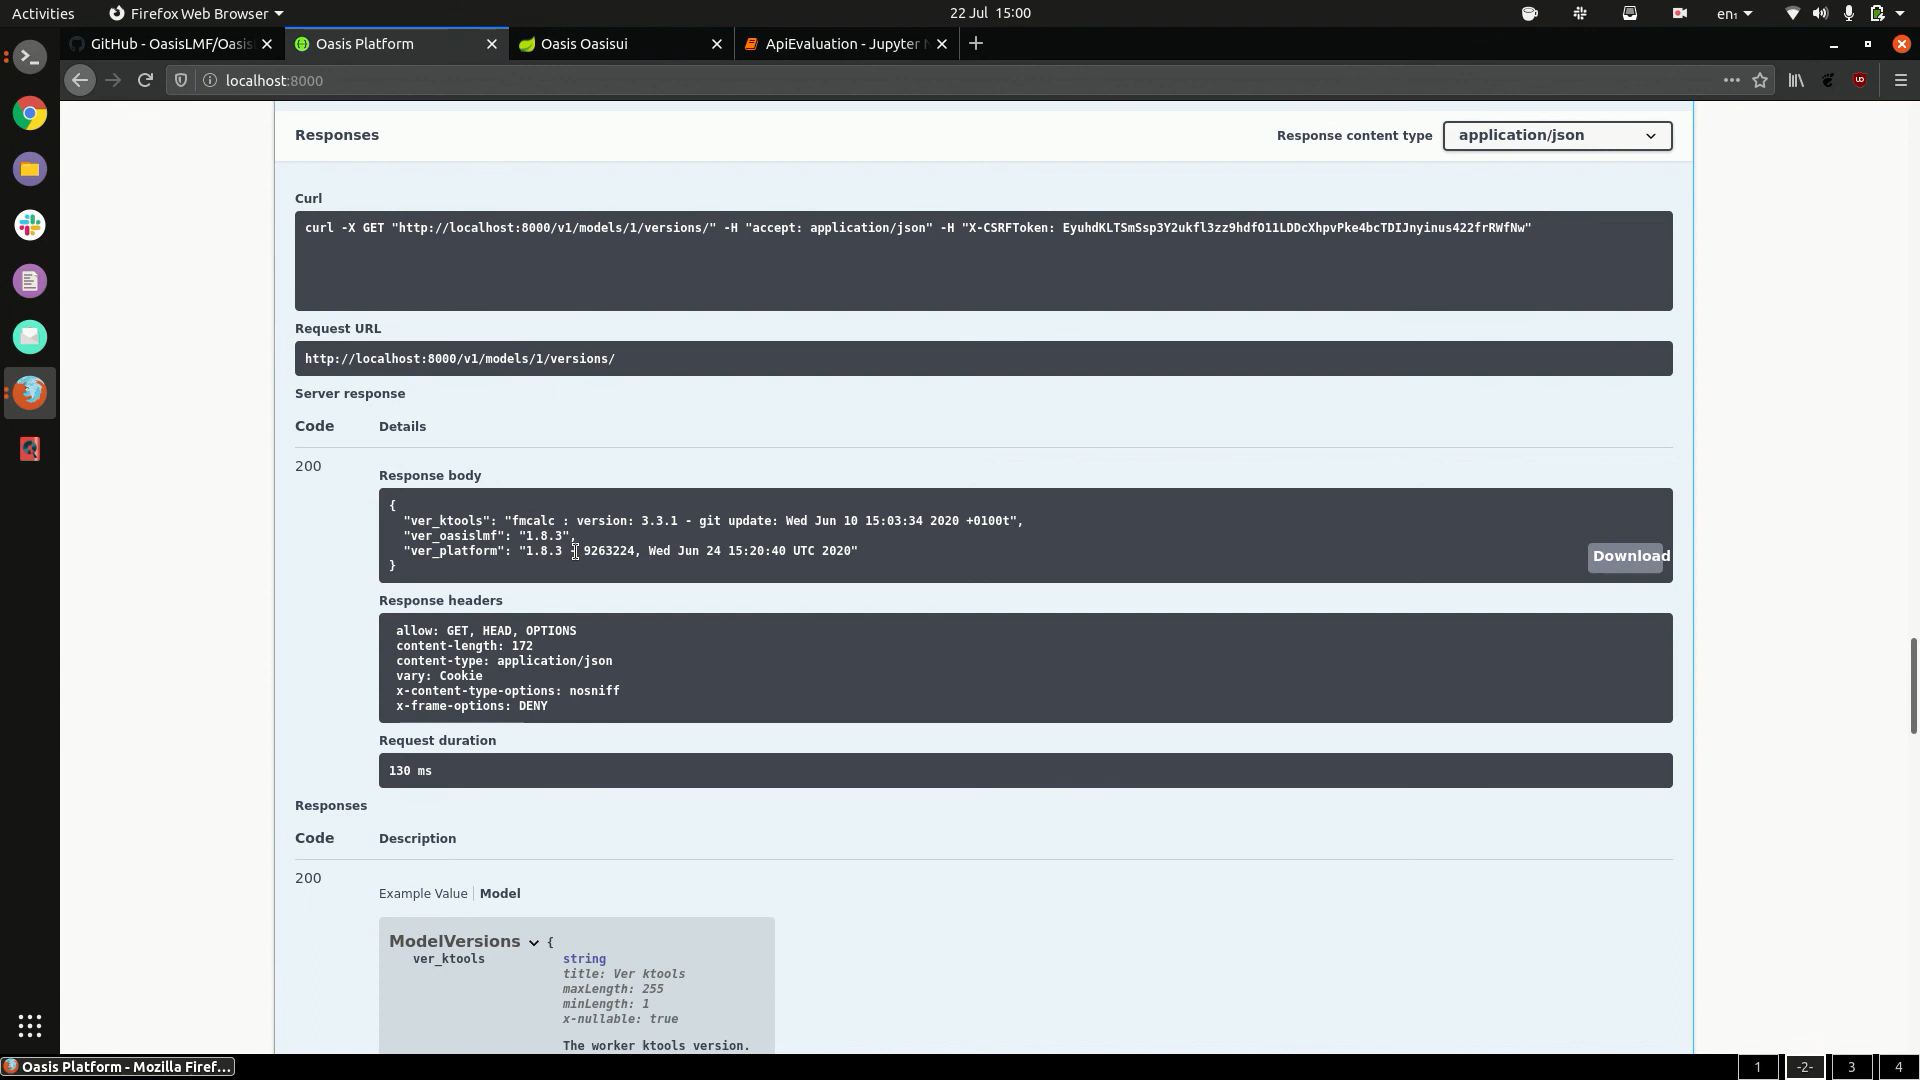 Activities
Firefox Web Browser
22 Jul 15:00
en₁
GitHub - OasisLMF/Oasis
Oasis Platform
Oasis Oasisui
ApiEvaluation - Jupyter N
localhost:8000
Responses
Response content type
application/json
Curl
curl -X GET "http://localhost:8000/v1/models/1/versions/" -H "accept: application/json" -H "X-CSRFToken: EyuhdKLTSmSsp3Y2ukfl3zz9hdfO11LDDcXhpvPke4bcTDIJnyinus422frRWfNw"
Request URL
http://localhost:8000/v1/models/1/versions/
Server response
Code Details
200
Response body
{
"ver_ktools": "fmcalc : version: 3.3.1 - git update: Wed Jun 10 15:03:34 2020 +0100t",
"ver_oasislmf": "1.8.3",
"ver_platform": "1.8.3 - 9263224, Wed Jun 24 15:20:40 UTC 2020"
}
Download
Response headers
allow: GET, HEAD, OPTIONS
content-length: 172
content-type: application/json
vary: Cookie
x-content-type-options: nosniff
x-frame-options: DENY
Request duration
130 ms
Responses
Code Description
200
Example Value Model
ModelVersions {
ver_ktools string
title: Ver ktools
maxLength: 255
minLength: 1
x-nullable: true
The worker ktools version.
Oasis Platform - Mozilla Firef...
1 -2- 3 4